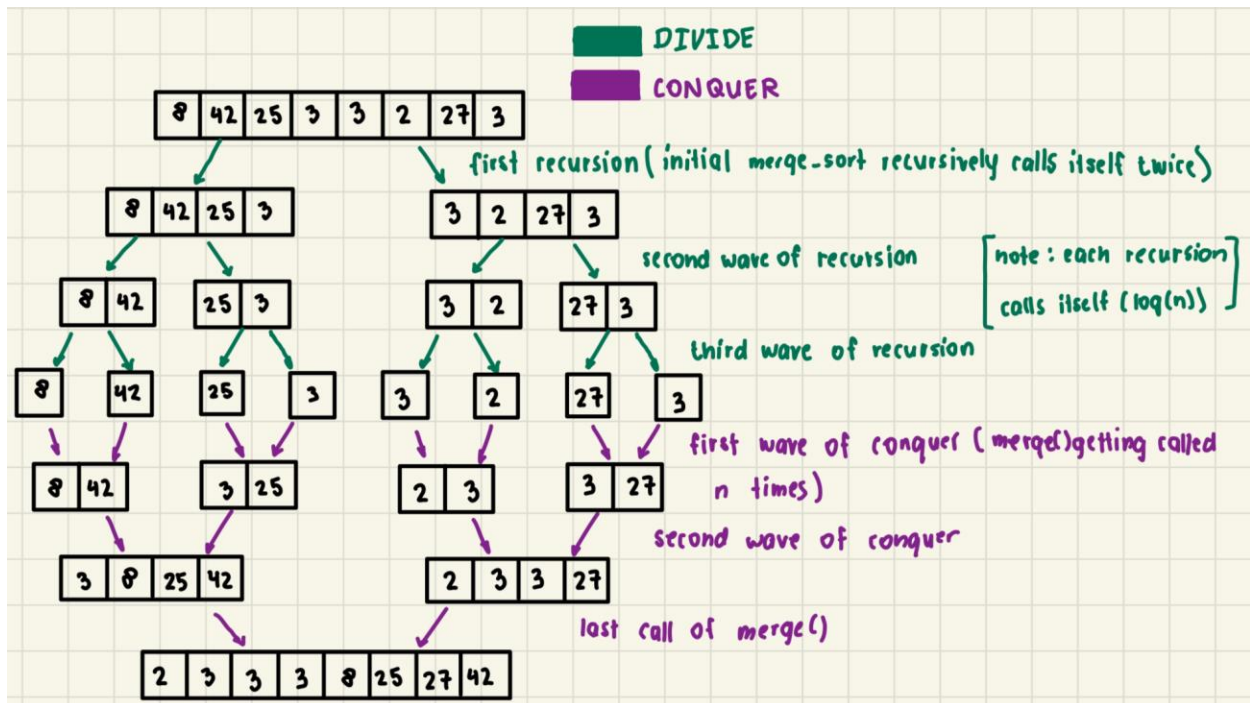 DIVIDE
CONQUER
8 42 25 3 3 2 27 3
first recursion (initial merge-sort recursively calls itself twice)
8 42 25 3 3 2 27 3
second wave of recursion
[note: each recursion
calls itself (log(n))]
8 42 25 3 3 2 27 3
third wave of recursion
8 42 25 3 3 2 27 3
first wave of conquer (merge() getting called
n times)
8 42 3 25 2 3 3 27
second wave of conquer
3 8 25 42 2 3 3 27
last call of merge()
2 3 3 3 8 25 27 42